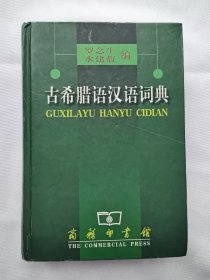 罗念生
水建馥 编
古希腊语汉语词典
GUXILAYU HANYU CIDIAN
商务印书馆
THE COMMERCIAL PRESS